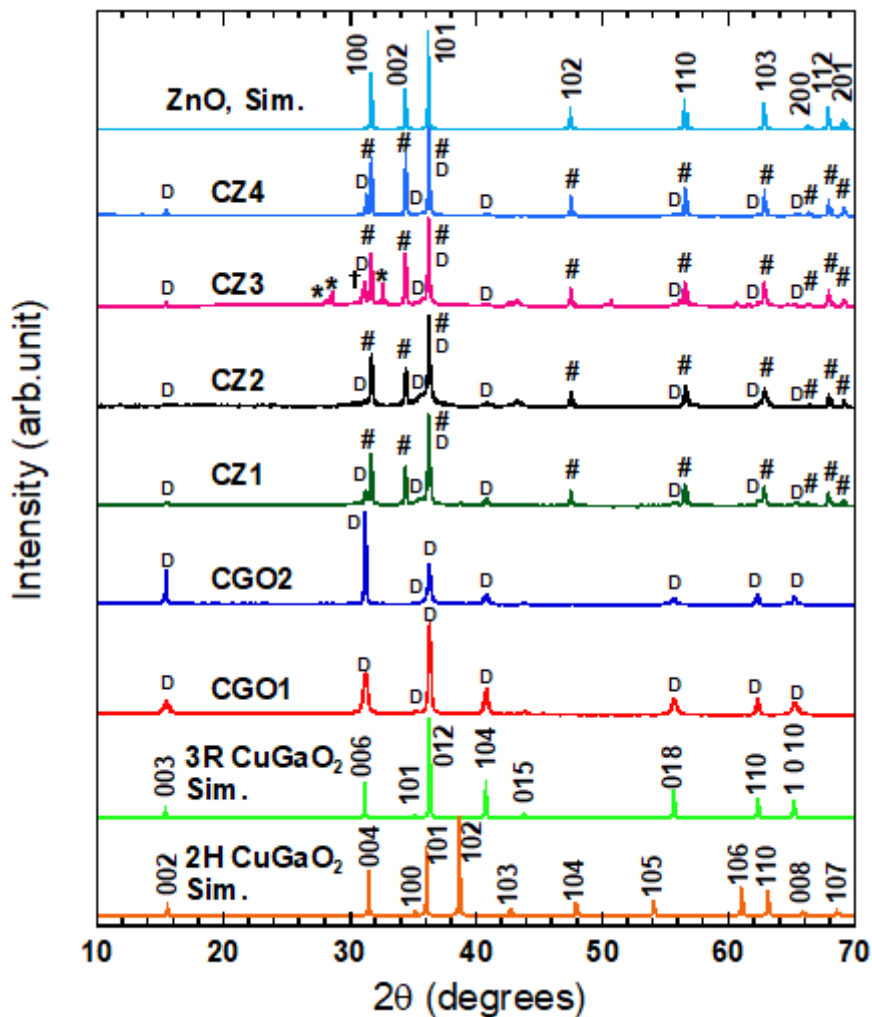 Intensity (arb.unit)
ZnO, Sim.
100
002
101
102
110
103
200
112
201
CZ4
D
D
#
#
D
#
D
D
#
D
#
D
#
D
#
#
#
CZ3
D
*
*
†
D
#
*
#
D
#
D
D
#
D
#
D
#
D
#
#
#
CZ2
D
D
#
#
D
#
D
D
#
D
#
D
#
D
#
#
#
CZ1
D
D
#
#
D
#
D
D
#
D
#
D
#
D
#
#
#
CGO2
D
D
D
D
D
D
D
D
CGO1
D
D
D
D
D
D
D
D
3R CuGaO₂
Sim.
003
006
101
012
104
015
018
110
1 0 10
2H CuGaO₂
Sim.
002
004
100
101
102
103
104
105
106
110
008
107
10 20 30 40 50 60 70
2θ (degrees)